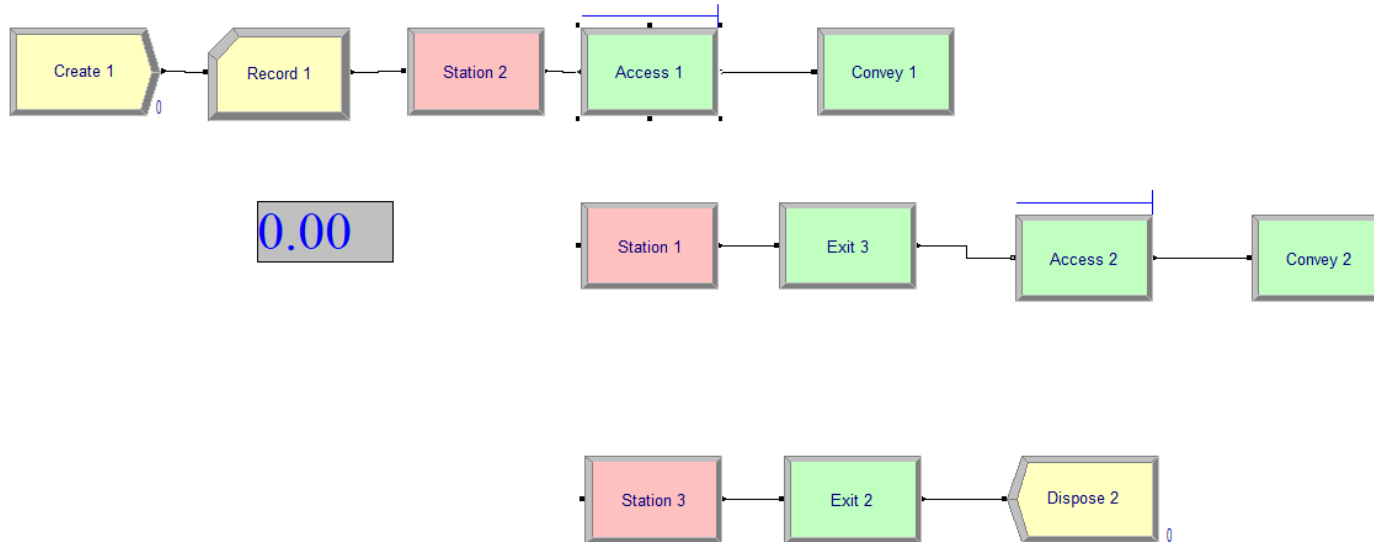 Create 1
0
Record 1
Station 2
Access 1
Convey 1
0.00
Station 1
Exit 3
Access 2
Convey 2
Station 3
Exit 2
Dispose 2
0